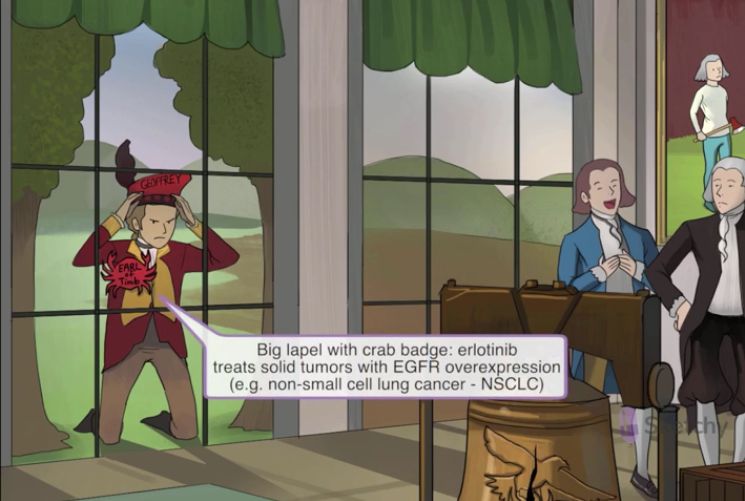 GEOFFREY
EARL
OF
Tinib
Big lapel with crab badge: erlotinib
treats solid tumors with EGFR overexpression
(e.g. non-small cell lung cancer - NSCLC)
Sketchy